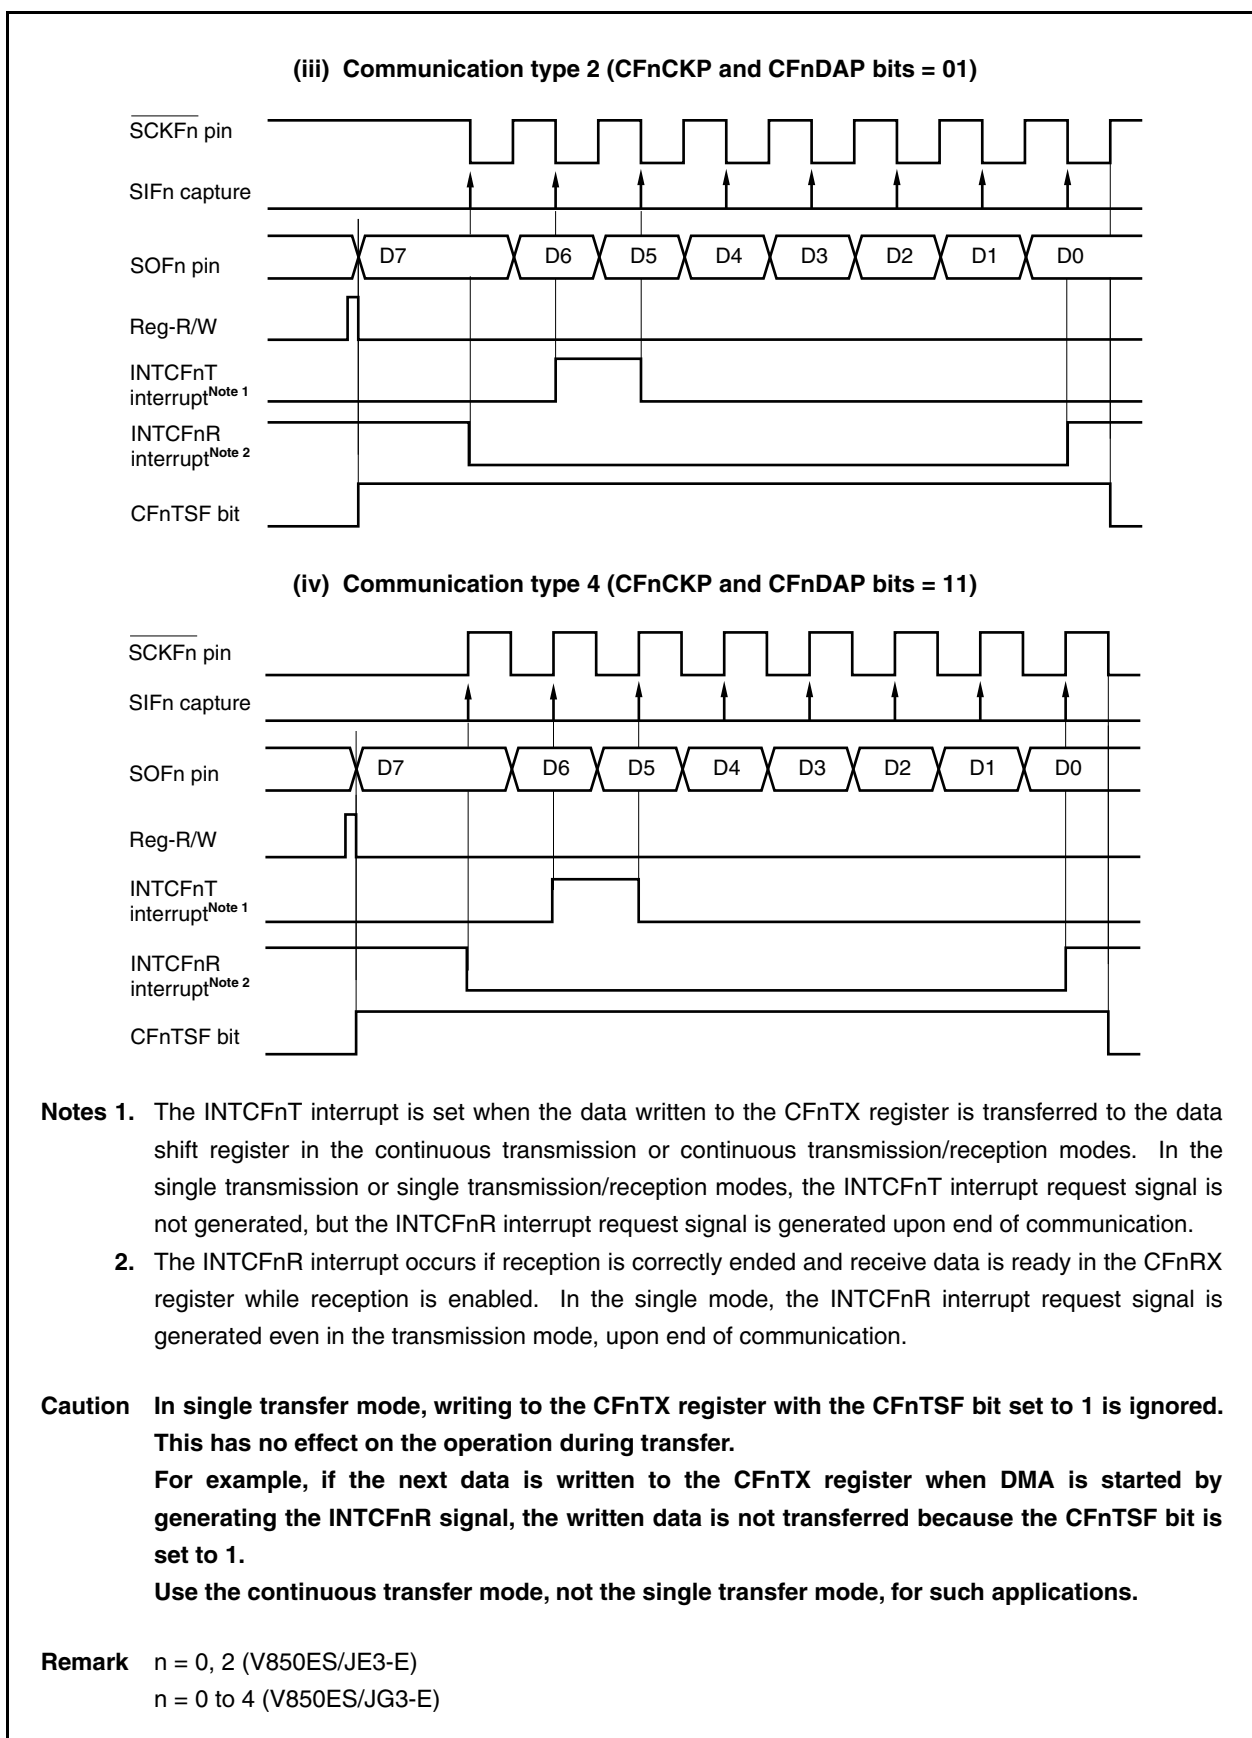 (iii) Communication type 2 (CFnCKP and CFnDAP bits = 01)
SCKFn pin
SIFn capture
SOFn pin D7 D6 D5 D4 D3 D2 D1 D0
Reg-R/W
INTCFnT
interrupt Note 1
INTCFnR
interrupt Note 2
CFnTSF bit
(iv) Communication type 4 (CFnCKP and CFnDAP bits = 11)
SCKFn pin
SIFn capture
SOFn pin D7 D6 D5 D4 D3 D2 D1 D0
Reg-R/W
INTCFnT
interrupt Note 1
INTCFnR
interrupt Note 2
CFnTSF bit
Notes 1. The INTCFnT interrupt is set when the data written to the CFnTX register is transferred to the data
shift register in the continuous transmission or continuous transmission/reception modes. In the
single transmission or single transmission/reception modes, the INTCFnT interrupt request signal is
not generated, but the INTCFnR interrupt request signal is generated upon end of communication.
2. The INTCFnR interrupt occurs if reception is correctly ended and receive data is ready in the CFnRX
register while reception is enabled. In the single mode, the INTCFnR interrupt request signal is
generated even in the transmission mode, upon end of communication.
Caution In single transfer mode, writing to the CFnTX register with the CFnTSF bit set to 1 is ignored.
This has no effect on the operation during transfer.
For example, if the next data is written to the CFnTX register when DMA is started by
generating the INTCFnR signal, the written data is not transferred because the CFnTSF bit is
set to 1.
Use the continuous transfer mode, not the single transfer mode, for such applications.
Remark n = 0, 2 (V850ES/JE3-E)
n = 0 to 4 (V850ES/JG3-E)